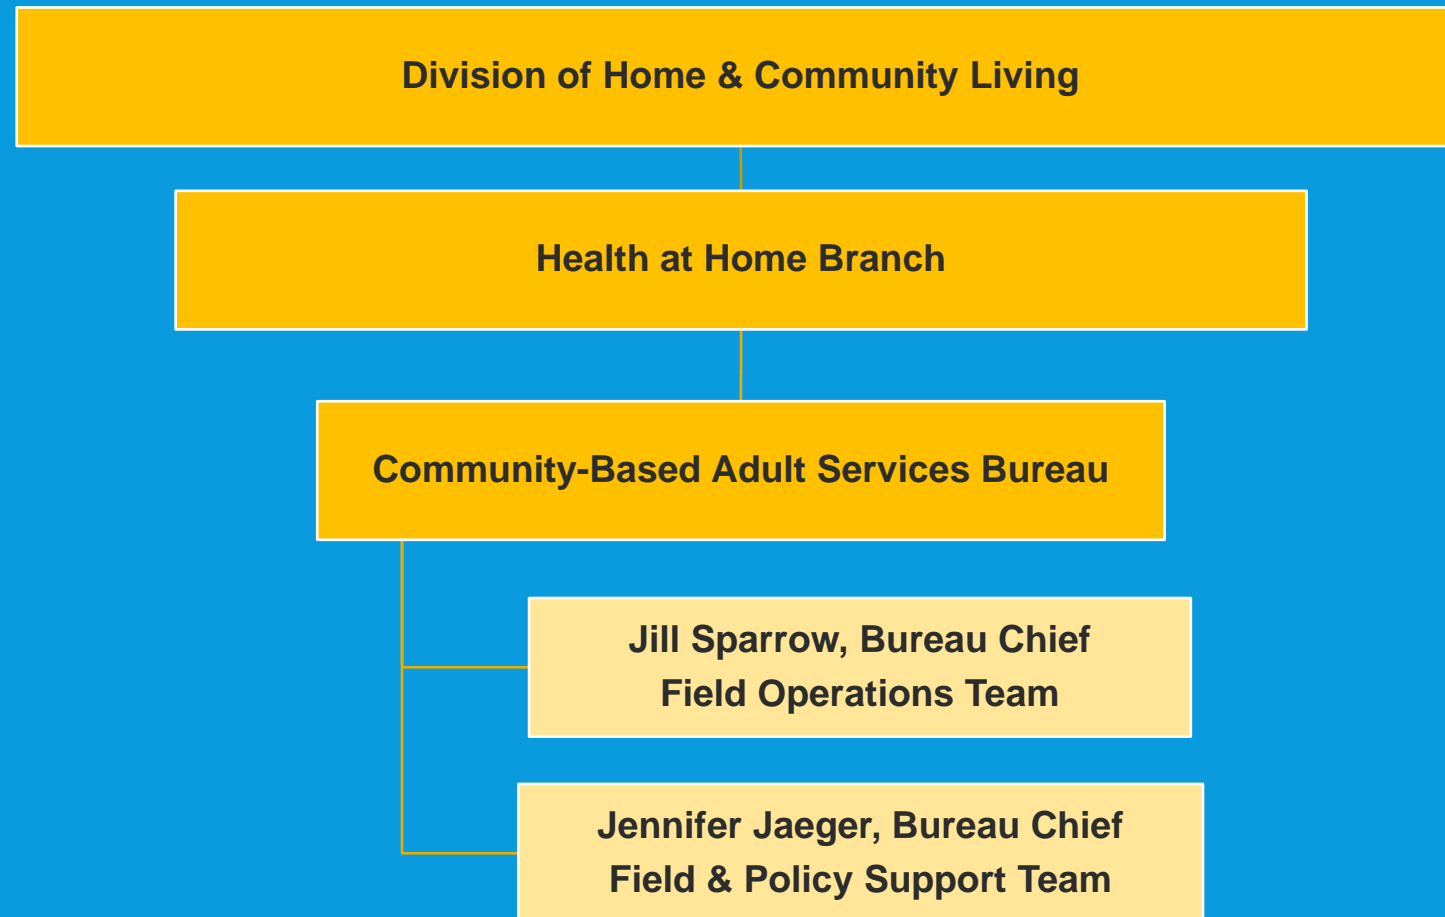 Division of Home & Community Living
Health at Home Branch
Community-Based Adult Services Bureau
Jill Sparrow, Bureau Chief
Field Operations Team
Jennifer Jaeger, Bureau Chief
Field & Policy Support Team